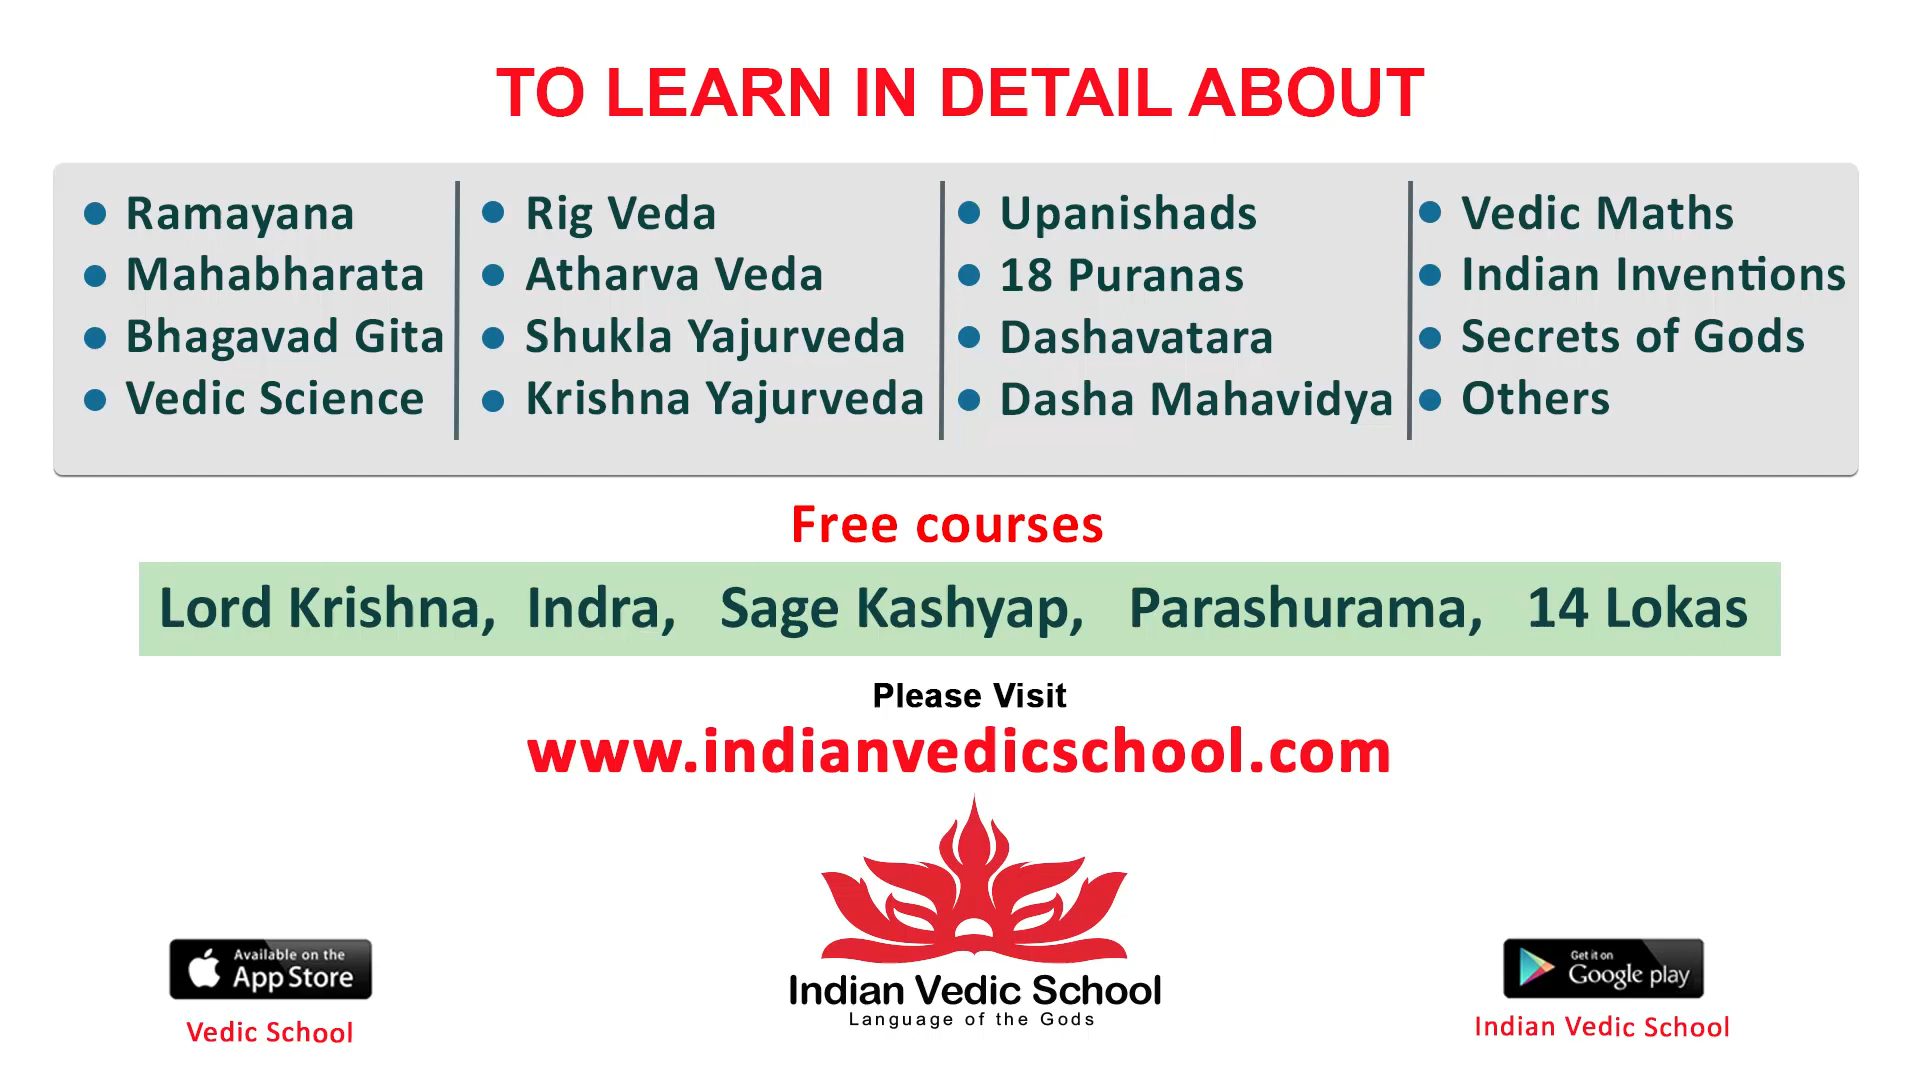 TO LEARN IN DETAIL ABOUT
Ramayana
Mahabharata
Bhagavad Gita
Vedic Science
Rig Veda
Atharva Veda
Shukla Yajurveda
Krishna Yajurveda
Upanishads
18 Puranas
Dashavatara
Dasha Mahavidya
Vedic Maths
Indian Inventions
Secrets of Gods
Others
Free courses
Lord Krishna, Indra, Sage Kashyap, Parashurama, 14 Lokas
Please Visit
www.indianvedicschool.com
Indian Vedic School
Language of the Gods
Available on the
App Store
Vedic School
Get it on
Google play
Indian Vedic School